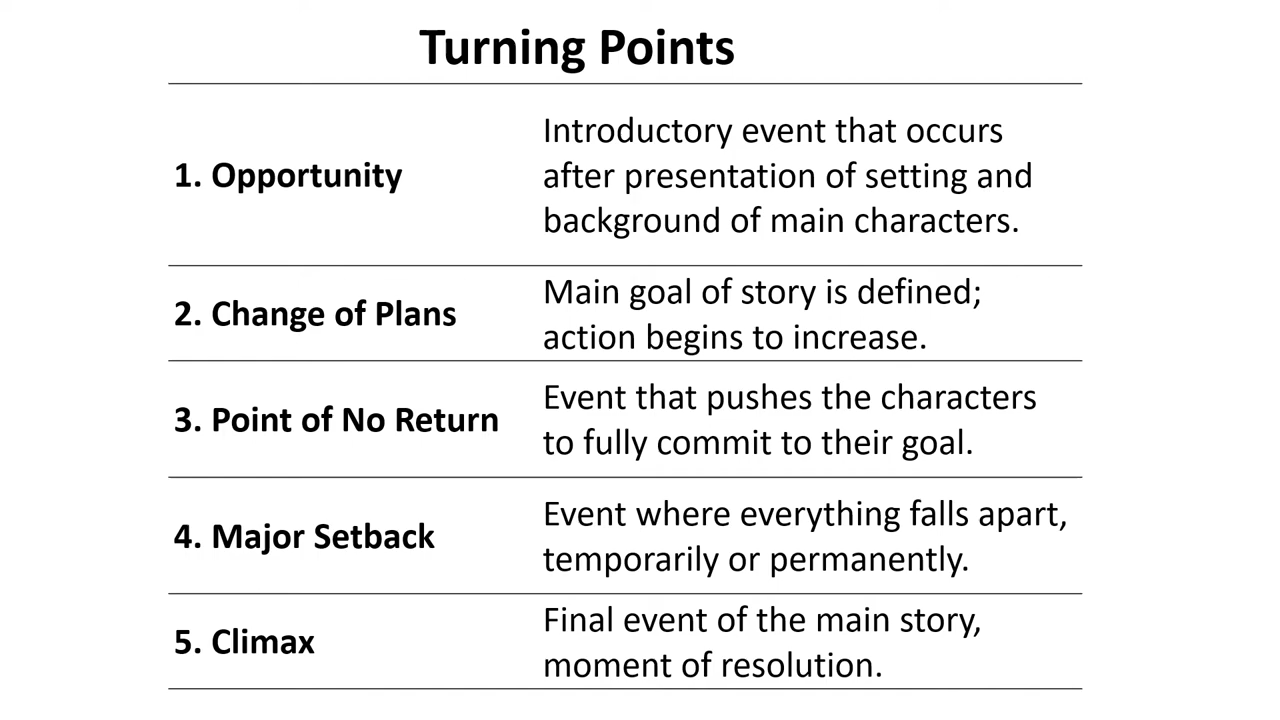 Turning Points
1. Opportunity
Introductory event that occurs
after presentation of setting and
background of main characters.
2. Change of Plans
Main goal of story is defined;
action begins to increase.
3. Point of No Return
Event that pushes the characters
to fully commit to their goal.
4. Major Setback
Event where everything falls apart,
temporarily or permanently.
5. Climax
Final event of the main story,
moment of resolution.